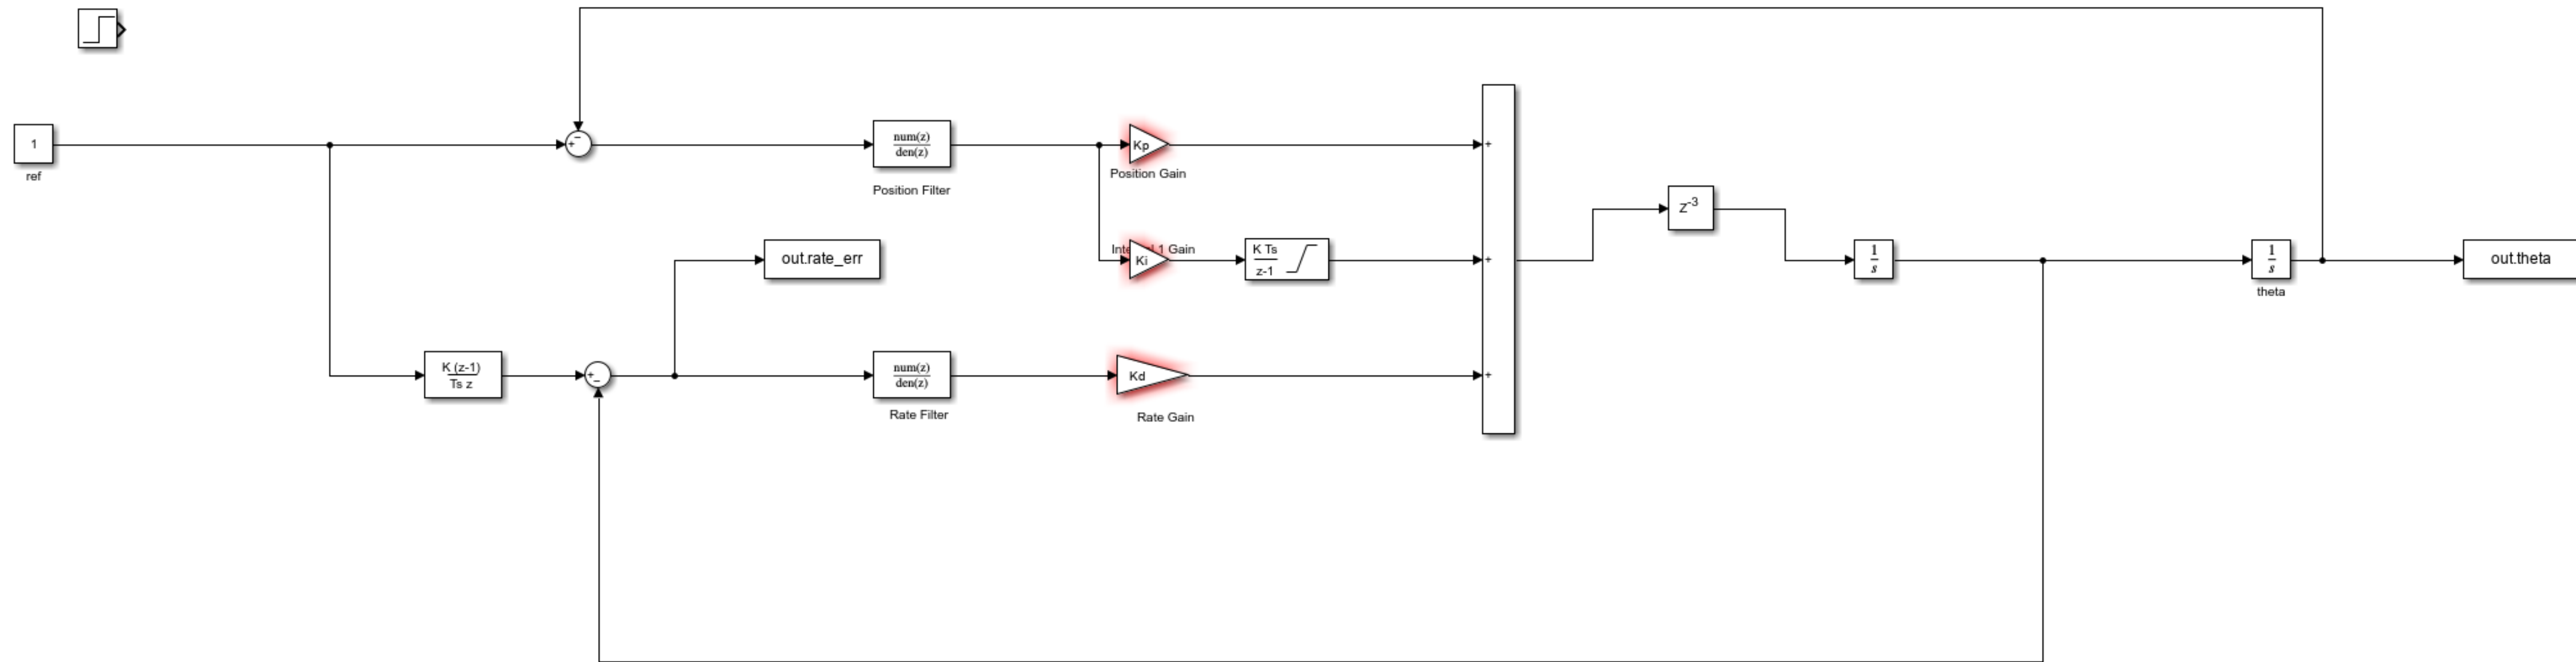 1
ref
+
−
num(z)
den(z)
Position Filter
Kp
Position Gain
+
out.rate_err
Ki
Gain
K Ts
z-1
+
z-3
1
s
1
s
theta
out.theta
K (z-1)
Ts z
+
−
num(z)
den(z)
Rate Filter
Kd
Rate Gain
+